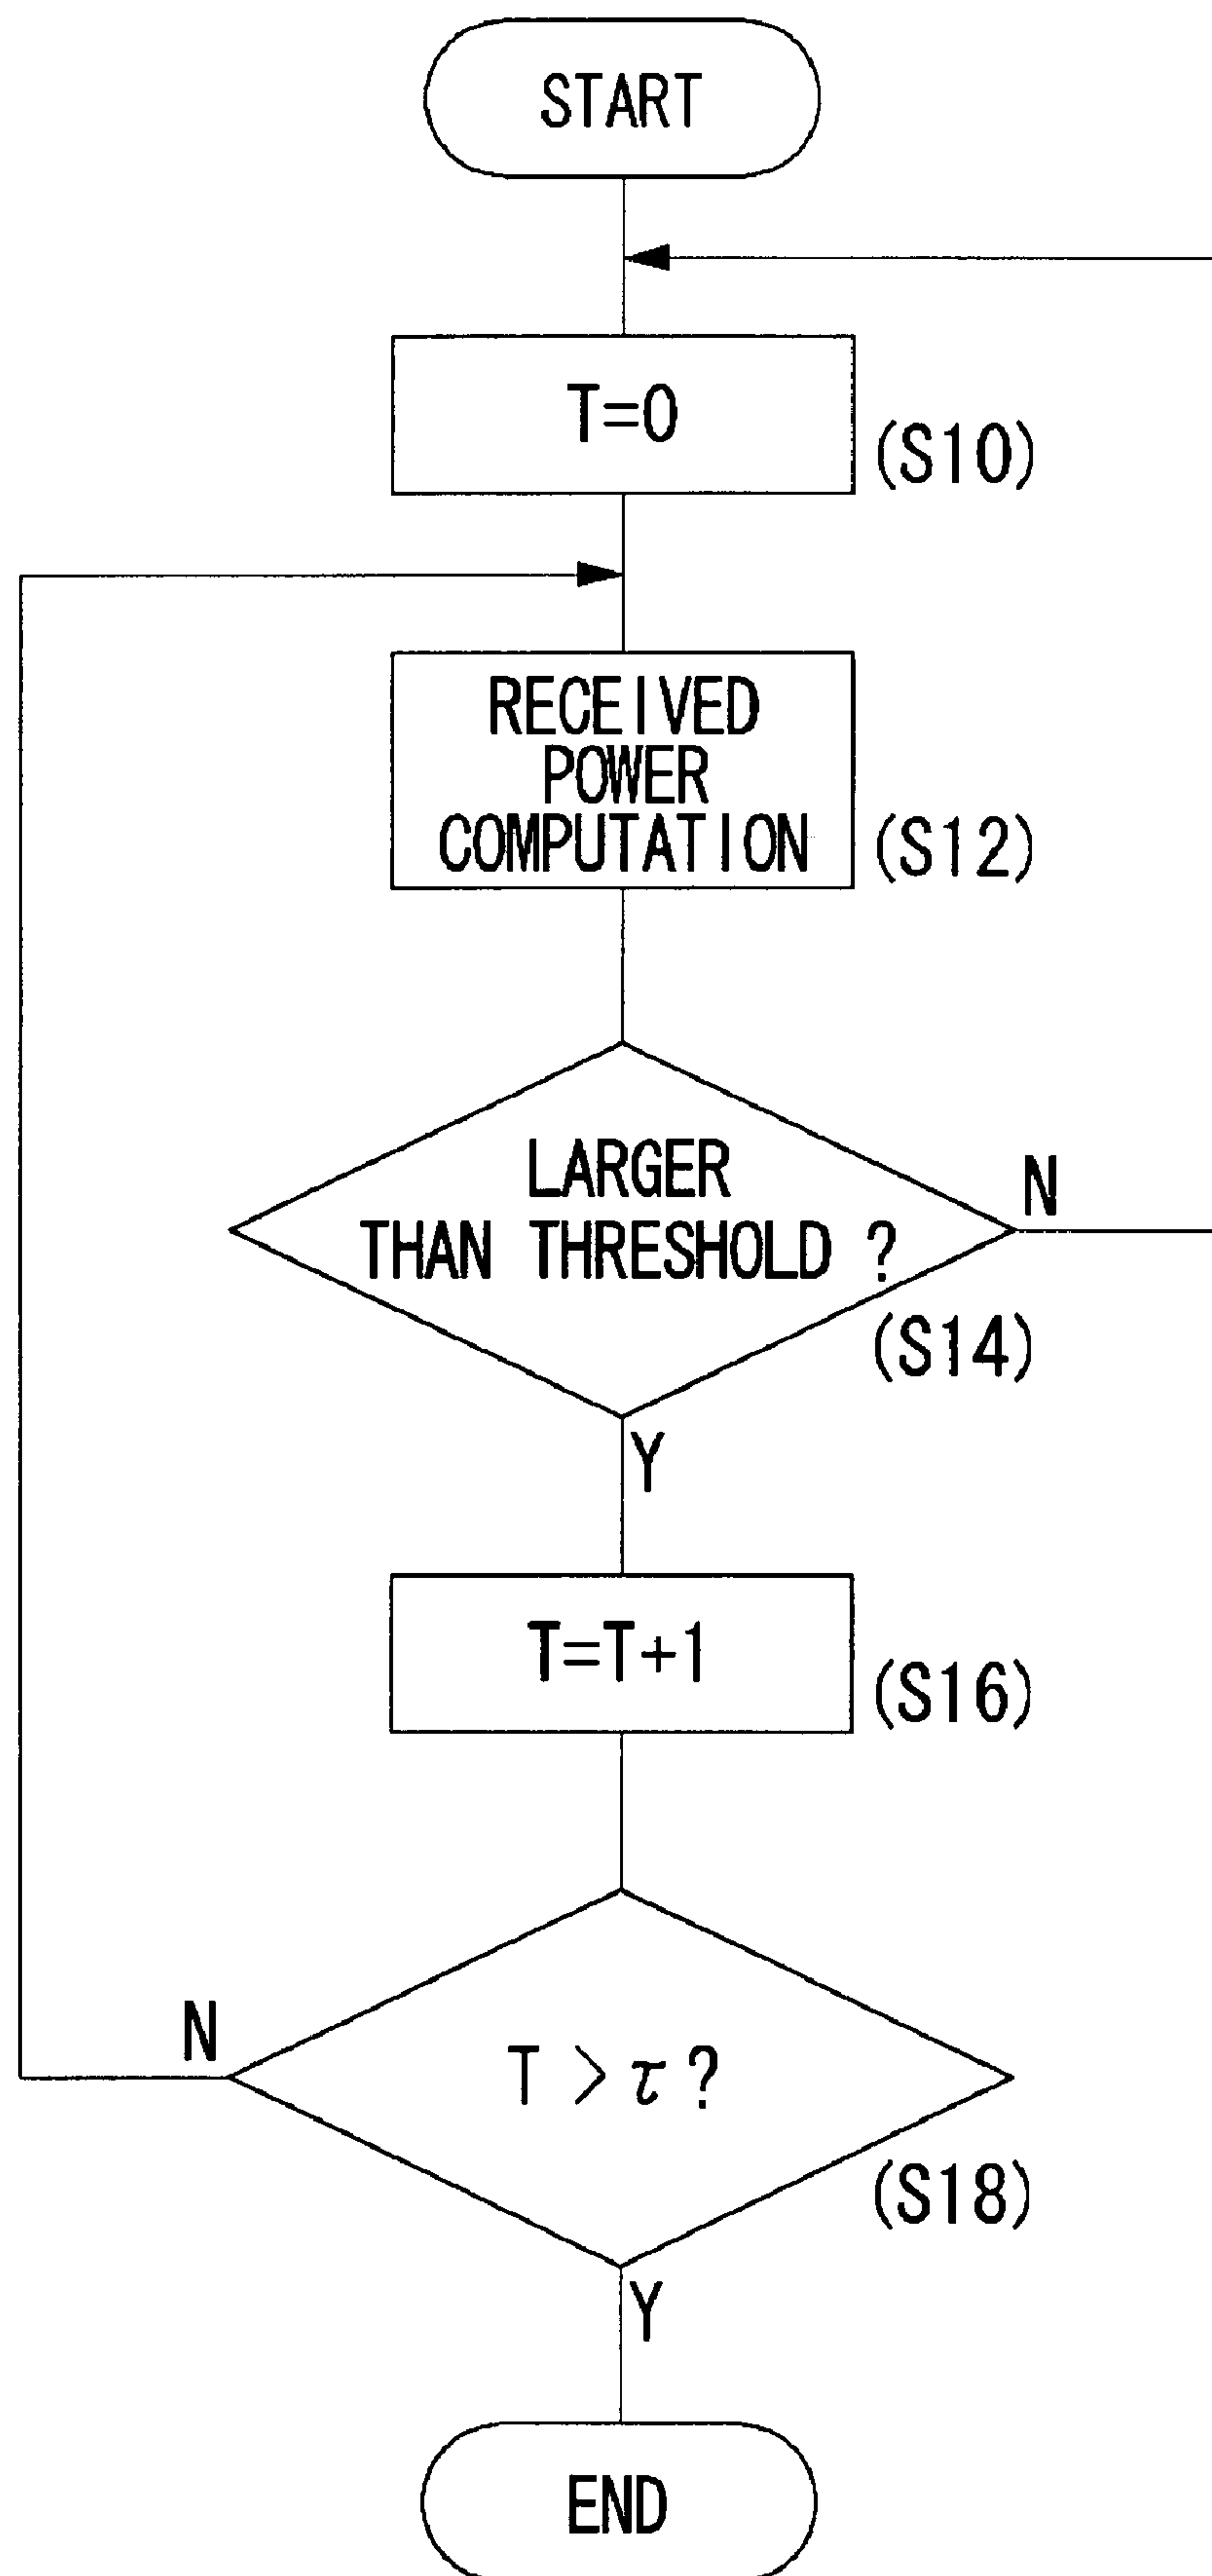 START
T=0
(S10)
RECEIVED
POWER
COMPUTATION
(S12)
LARGER
THAN THRESHOLD ?
N
(S14)
Y
T=T+1
(S16)
N
T > τ ?
(S18)
Y
END